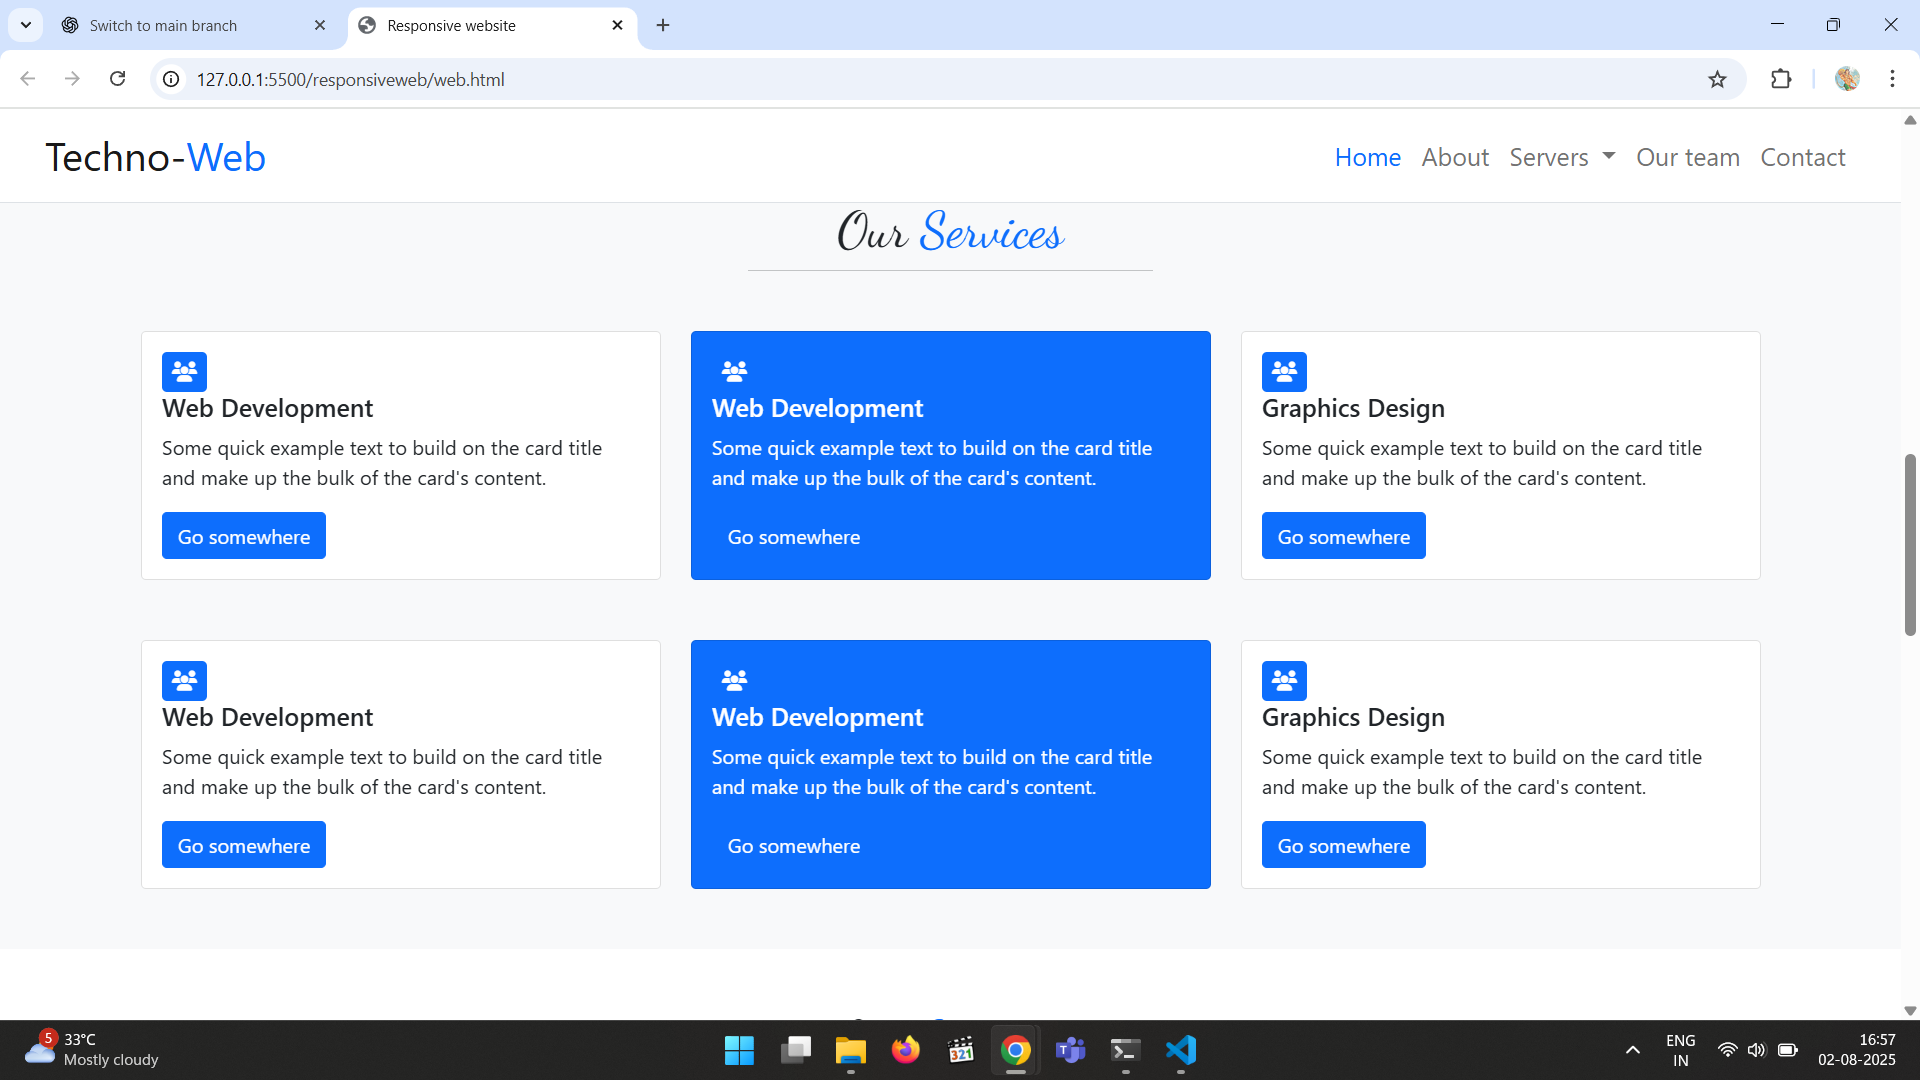 Switch to main branch
Responsive website
127.0.0.1:5500/responsiveweb/web.html
Techno-Web
Home About Servers Our team Contact
Our Services
Web Development
Some quick example text to build on the card title
and make up the bulk of the card's content.
Go somewhere
Web Development
Some quick example text to build on the card title
and make up the bulk of the card's content.
Go somewhere
Graphics Design
Some quick example text to build on the card title
and make up the bulk of the card's content.
Go somewhere
Web Development
Some quick example text to build on the card title
and make up the bulk of the card's content.
Go somewhere
Web Development
Some quick example text to build on the card title
and make up the bulk of the card's content.
Go somewhere
Graphics Design
Some quick example text to build on the card title
and make up the bulk of the card's content.
Go somewhere
5
33°C
Mostly cloudy
321
T
ENG
IN
16:57
02-08-2025